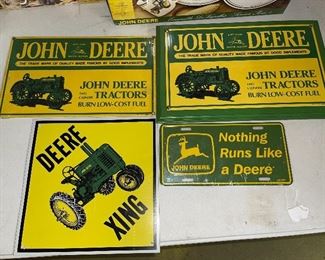 JOHN DEERE
JOHN DEERE
THE TRADE MARK OF QUALITY MADE FAMOUS BY GOOD IMPLEMENTS
JOHN DEERE
TRACTORS
BURN LOW-COST FUEL
JOHN DEERE
THE TRADE MARK OF QUALITY MADE FAMOUS BY GOOD IMPLEMENTS
JOHN DEERE
TRACTORS
BURN LOW-COST FUEL
DEERE
XING
Nothing
Runs Like
a Deere
JOHN DEERE